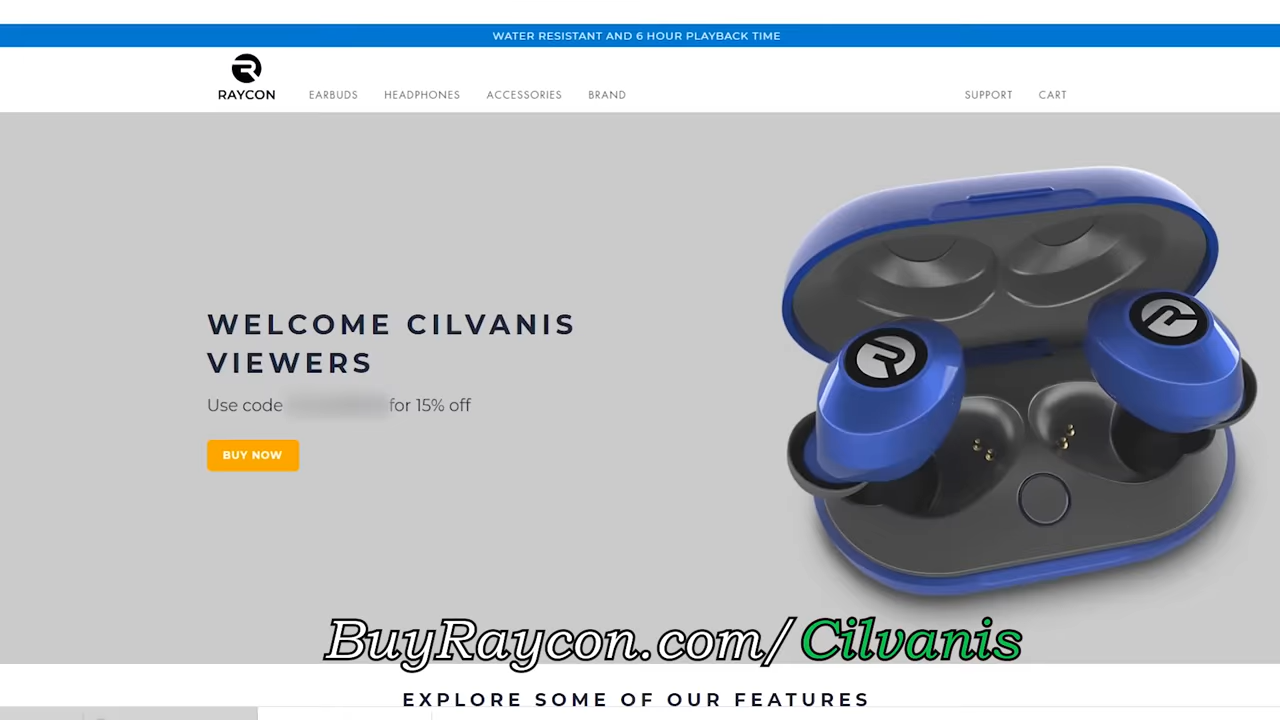 WATER RESISTANT AND 6 HOUR PLAYBACK TIME
RAYCON
EARBUDS HEADPHONES ACCESSORIES BRAND SUPPORT CART
WELCOME CILVANIS
VIEWERS
Use code for 15% off
BUY NOW
BuyRaycon.com/Cilvanis
EXPLORE SOME OF OUR FEATURES